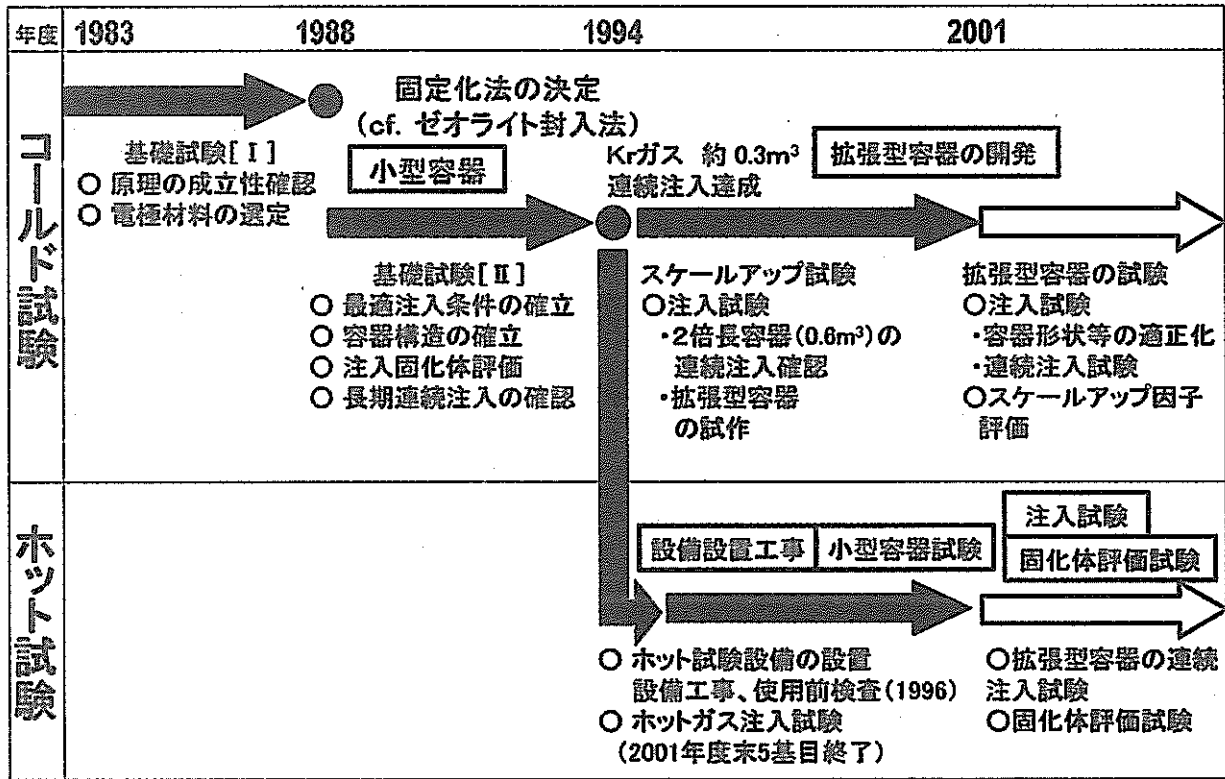 年度 1983 1988 1994 2001
コールド試験
固定化法の決定
(cf. ゼオライト封入法)
基礎試験[Ⅰ]
○ 原理の成立性確認
○ 電極材料の選定
小型容器
基礎試験[Ⅱ]
○ 最適注入条件の確立
○ 容器構造の確立
○ 注入固化体評価
○ 長期連続注入の確認
Krガス 約 0.3m³
連続注入達成
拡張型容器の開発
スケールアップ試験
○注入試験
・2倍長容器(0.6m³)の
連続注入確認
・拡張型容器
の試作
拡張型容器の試験
○注入試験
・容器形状等の適正化
・連続注入試験
○スケールアップ因子
評価
ホット試験
設備設置工事 小型容器試験
注入試験
固化体評価試験
○ ホット試験設備の設置
設備工事、使用前検査(1996)
○ ホットガス注入試験
(2001年度末5基目終了)
○拡張型容器の連続
注入試験
○固化体評価試験